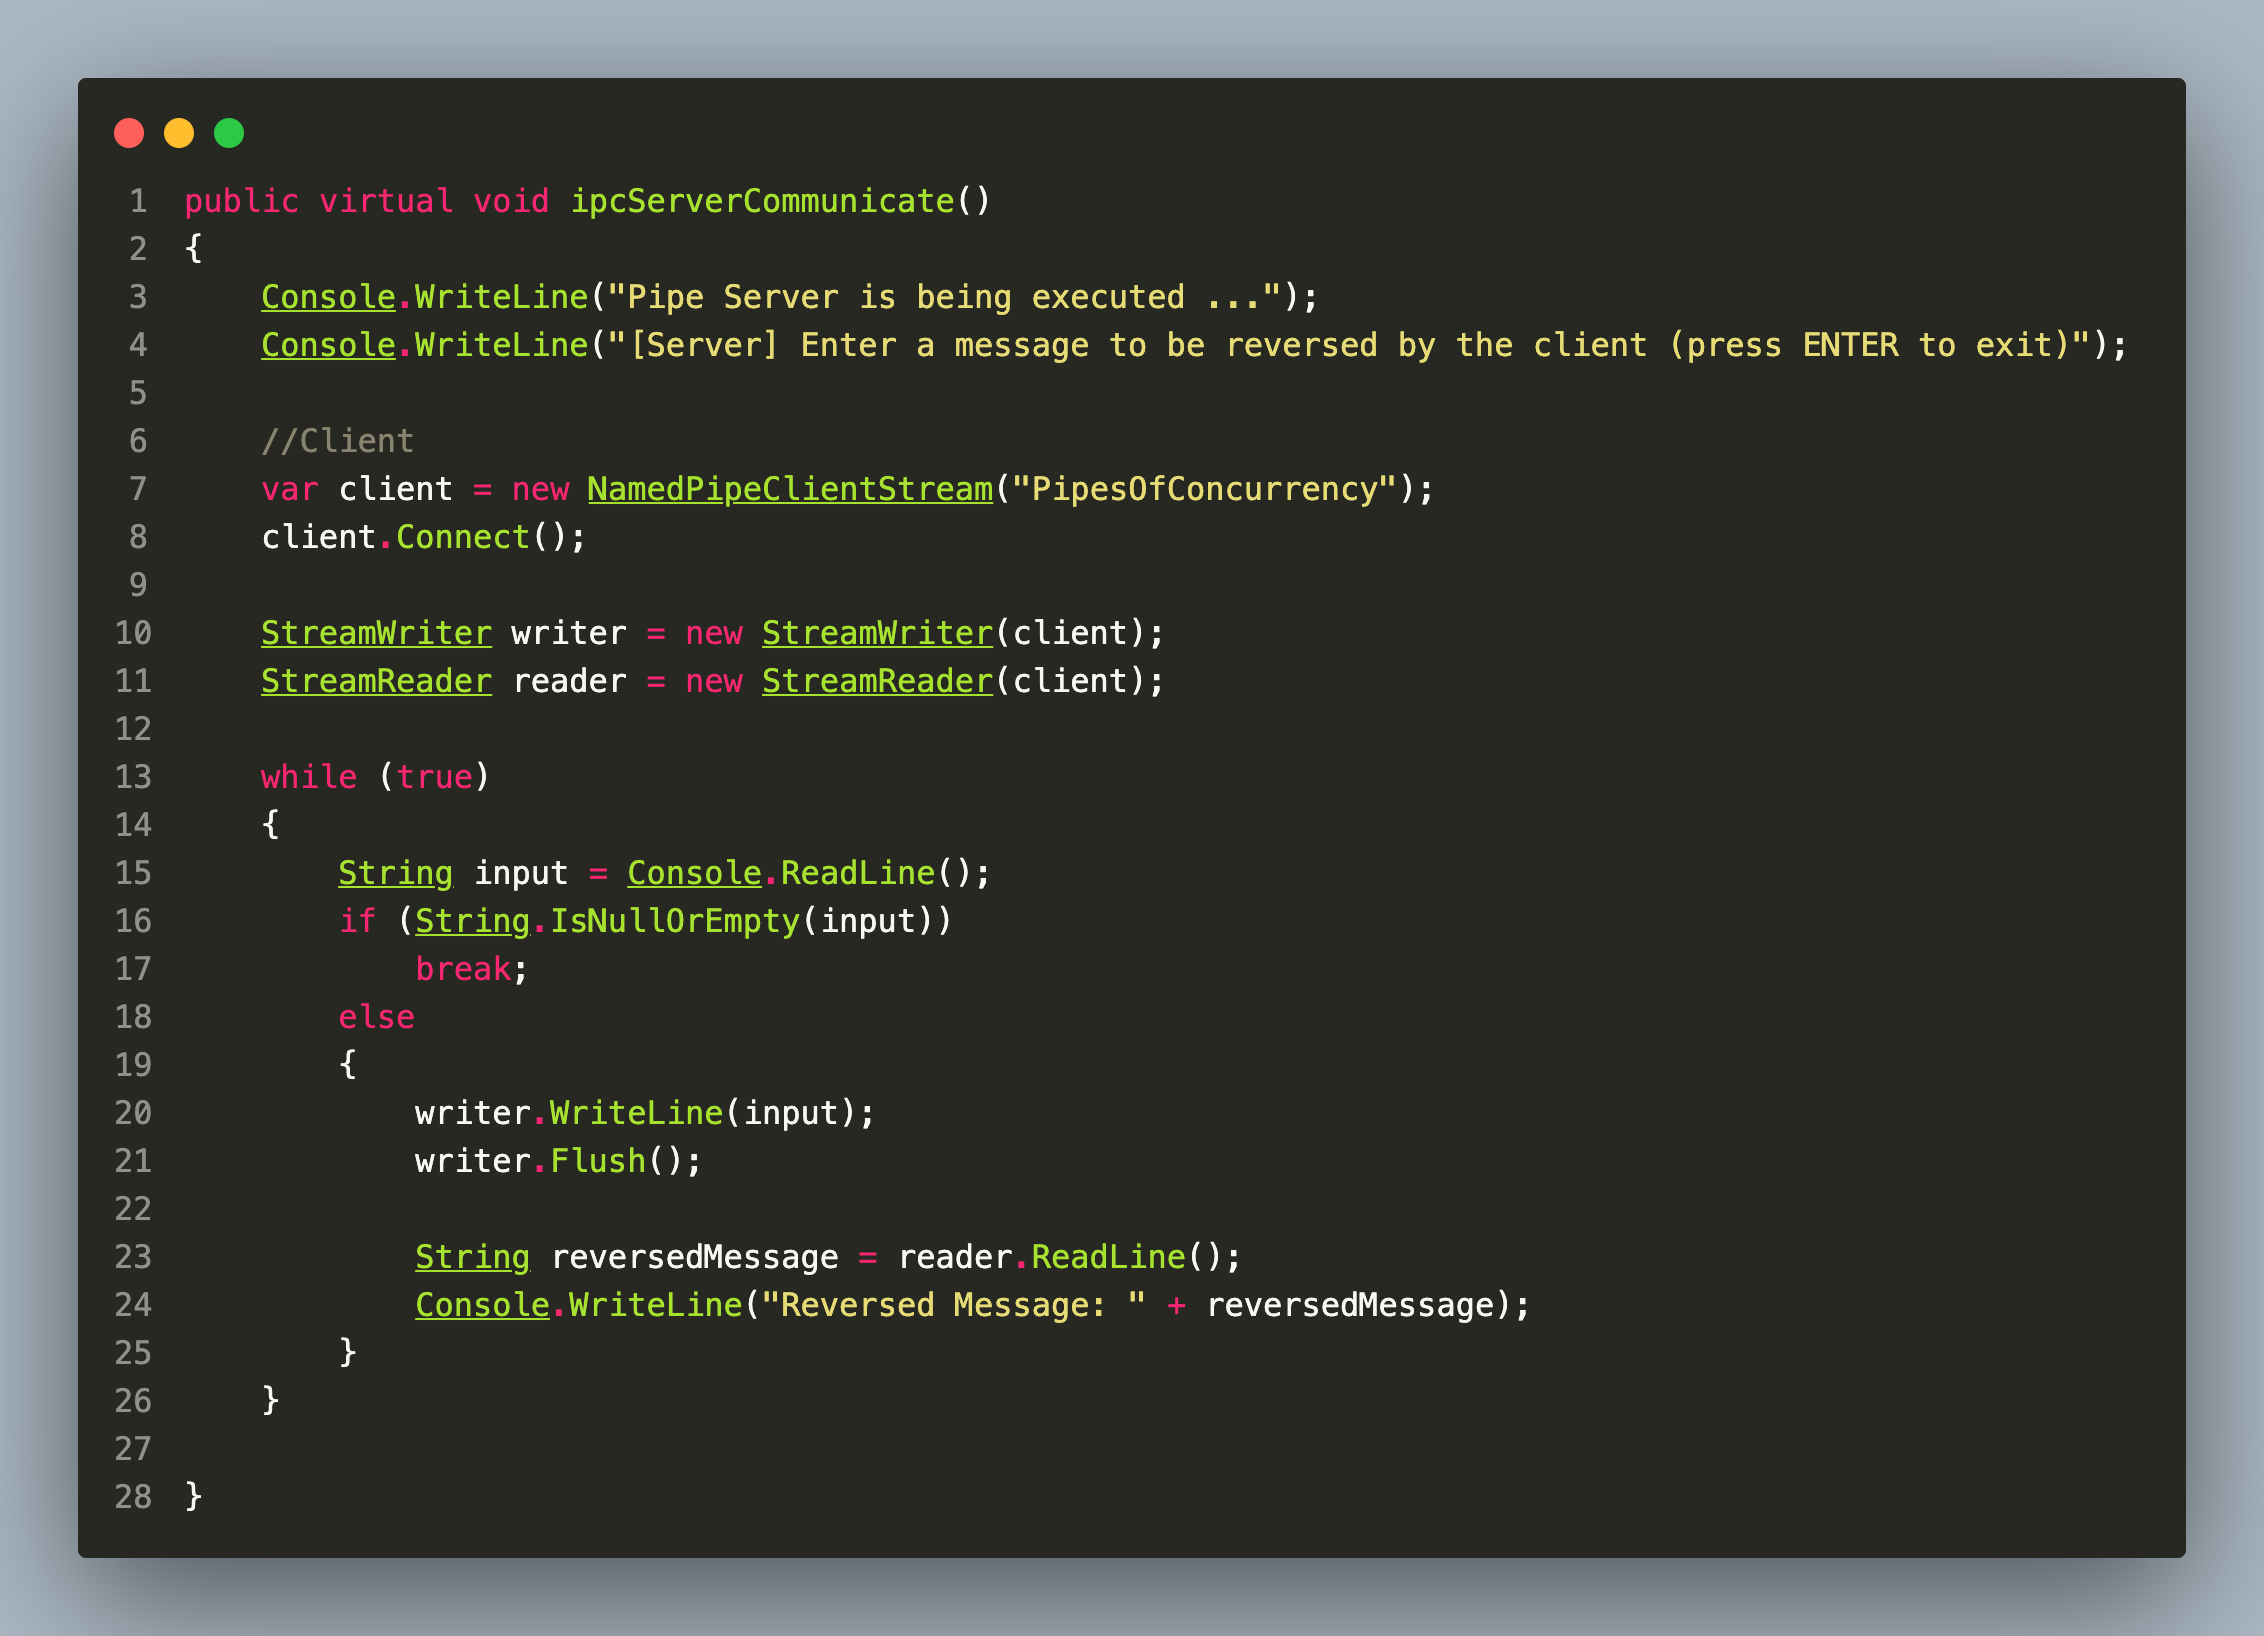 1 public virtual void ipcServerCommunicate()
2 {
3     Console.WriteLine("Pipe Server is being executed ...");
4     Console.WriteLine("[Server] Enter a message to be reversed by the client (press ENTER to exit)");
5
6     //Client
7     var client = new NamedPipeClientStream("PipesOfConcurrency");
8     client.Connect();
9
10     StreamWriter writer = new StreamWriter(client);
11     StreamReader reader = new StreamReader(client);
12
13     while (true)
14     {
15         String input = Console.ReadLine();
16         if (String.IsNullOrEmpty(input))
17             break;
18         else
19         {
20             writer.WriteLine(input);
21             writer.Flush();
22
23             String reversedMessage = reader.ReadLine();
24             Console.WriteLine("Reversed Message: " + reversedMessage);
25         }
26     }
27
28 }